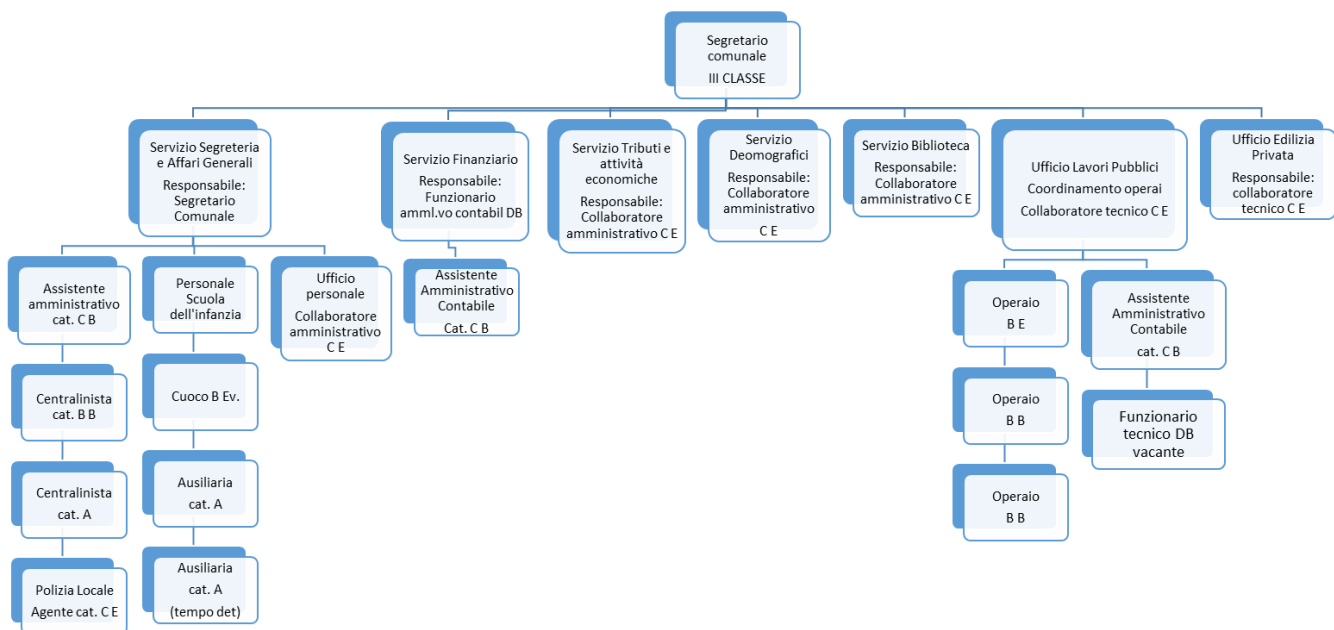 Segretario
comunale
III CLASSE
Servizio Segreteria
e Affari Generali
Responsabile:
Segretario
Comunale
Servizio Finanziario
Responsabile:
Funzionario
amml.vo contabil DB
Servizio Tributi e
attività
economiche
Responsabile:
Collaboratore
amministrativo C E
Servizio
Deomografici
Responsabile:
Collaboratore
amministrativo
C E
Servizio Biblioteca
Responsabile:
Collaboratore
amministrativo C E
Ufficio Lavori Pubblici
Coordinamento operai
Collaboratore tecnico C E
Ufficio Edilizia
Privata
Responsabile:
collaboratore
tecnico C E
Assistente
amministrativo
cat. C B
Personale
Scuola
dell'infanzia
Ufficio
personale
Collaboratore
amministrativo
C E
Assistente
Amministrativo
Contabile
Cat. C B
Operaio
B E
Assistente
Amministrativo
Contabile
cat. C B
Centralinista
cat. B B
Cuoco B Ev.
Operaio
B B
Funzionario
tecnico DB
vacante
Centralinista
cat. A
Ausiliaria
cat. A
Operaio
B B
Polizia Locale
Agente cat. C E
Ausiliaria
cat. A
(tempo det)